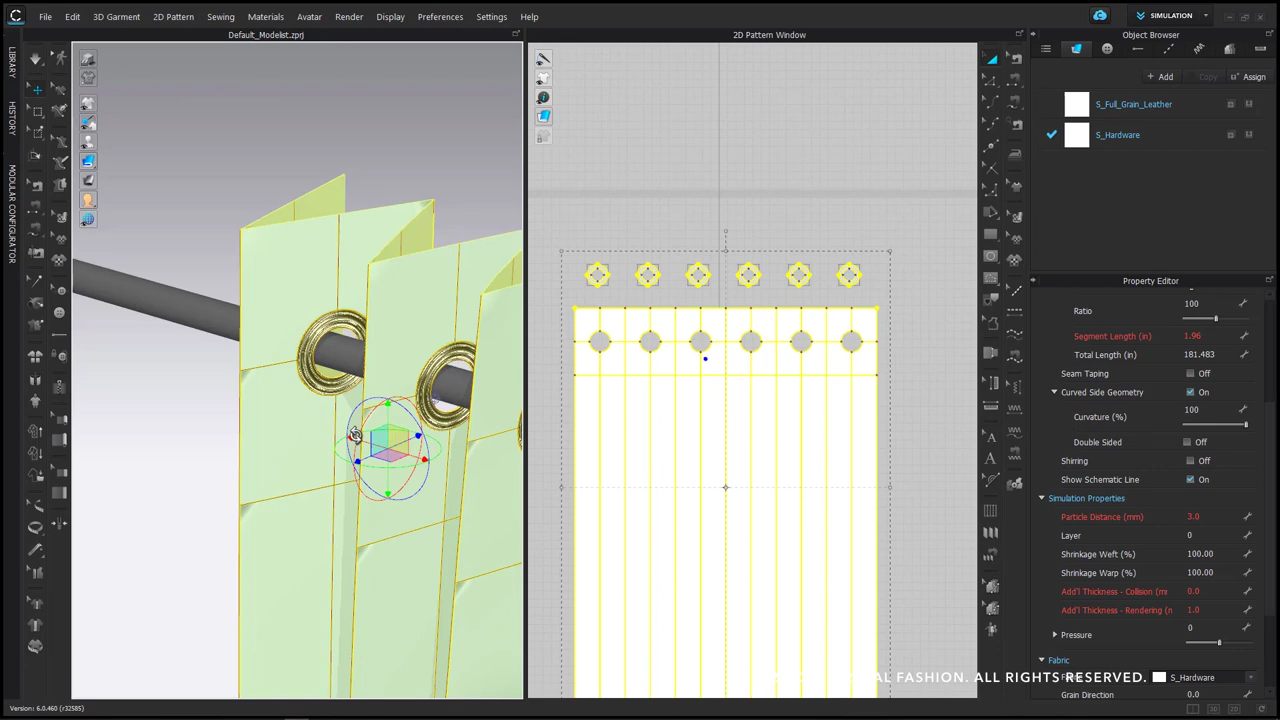 File Edit 3D Garment 2D Pattern Sewing Materials Avatar Render Display Preferences Settings Help
SIMULATION
Default_Modelist.zprj
2D Pattern Window
Object Browser
LIBRARY
HISTORY
MODULAR CONFIGURATOR
+ Add Copy Assign
S_Full_Grain_Leather
S_Hardware
Property Editor
Ratio 100
Segment Length (in) 1.96
Total Length (in) 181.483
Seam Taping Off
Curved Side Geometry On
Curvature (%) 100
Double Sided Off
Shirring Off
Show Schematic Line On
Simulation Properties
Particle Distance (mm) 3.0
Layer 0
Shrinkage Weft (%) 100.00
Shrinkage Warp (%) 100.00
Add'l Thickness - Collision (m 0.0
Add'l Thickness - Rendering (n 1.0
Pressure 0
Fabric
AL FASHION. ALL RIGHTS RESERVED.
S_Hardware
Grain Direction 0.0
Version: 6.0.460 (r32585)
3D 2D